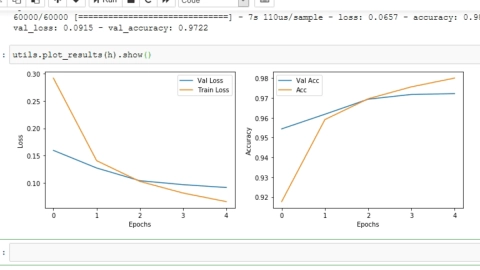 Run
Code
60000/60000 [==============================] - 7s 110us/sample - loss: 0.0657 - accuracy: 0.98
val_loss: 0.0915 - val_accuracy: 0.9722
utils.plot_results(h).show()
0.30
0.25
0.20
0.15
0.10
Loss
Val Loss
Train Loss
0 1 2 3 4
Epochs
0.98
0.97
0.96
0.95
0.94
0.93
0.92
Accuracy
Val Acc
Acc
0 1 2 3 4
Epochs